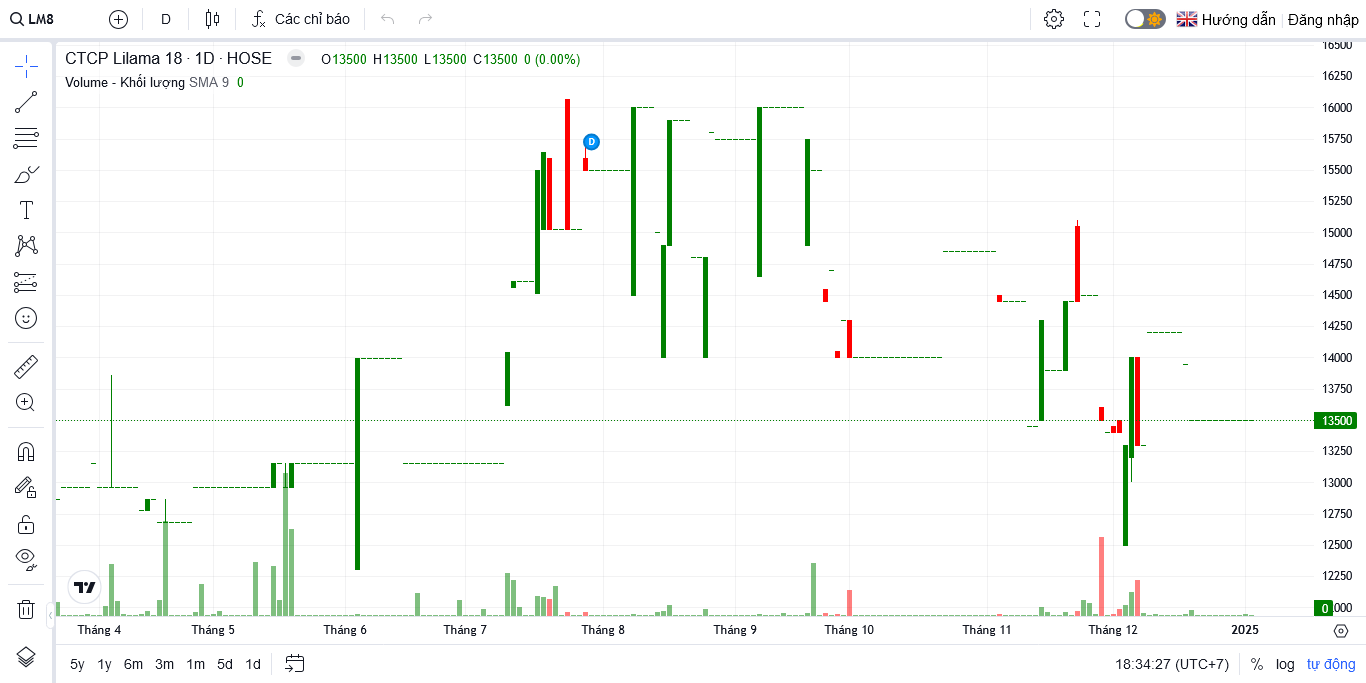 LM8
D
Các chỉ báo
Hướng dẫn
Đăng nhập
CTCP Lilama 18 · 1D · HOSE
O13500 H13500 L13500 C13500 0 (0.00%)
Volume - Khối lượng SMA 9 0
D
16500
16250
16000
15750
15500
15250
15000
14750
14500
14250
14000
13750
13500
13250
13000
12750
12500
12250
0
000
Tháng 4
Tháng 5
Tháng 6
Tháng 7
Tháng 8
Tháng 9
Tháng 10
Tháng 11
Tháng 12
2025
5y 1y 6m 3m 1m 5d 1d
18:34:27 (UTC+7)
% log tự động